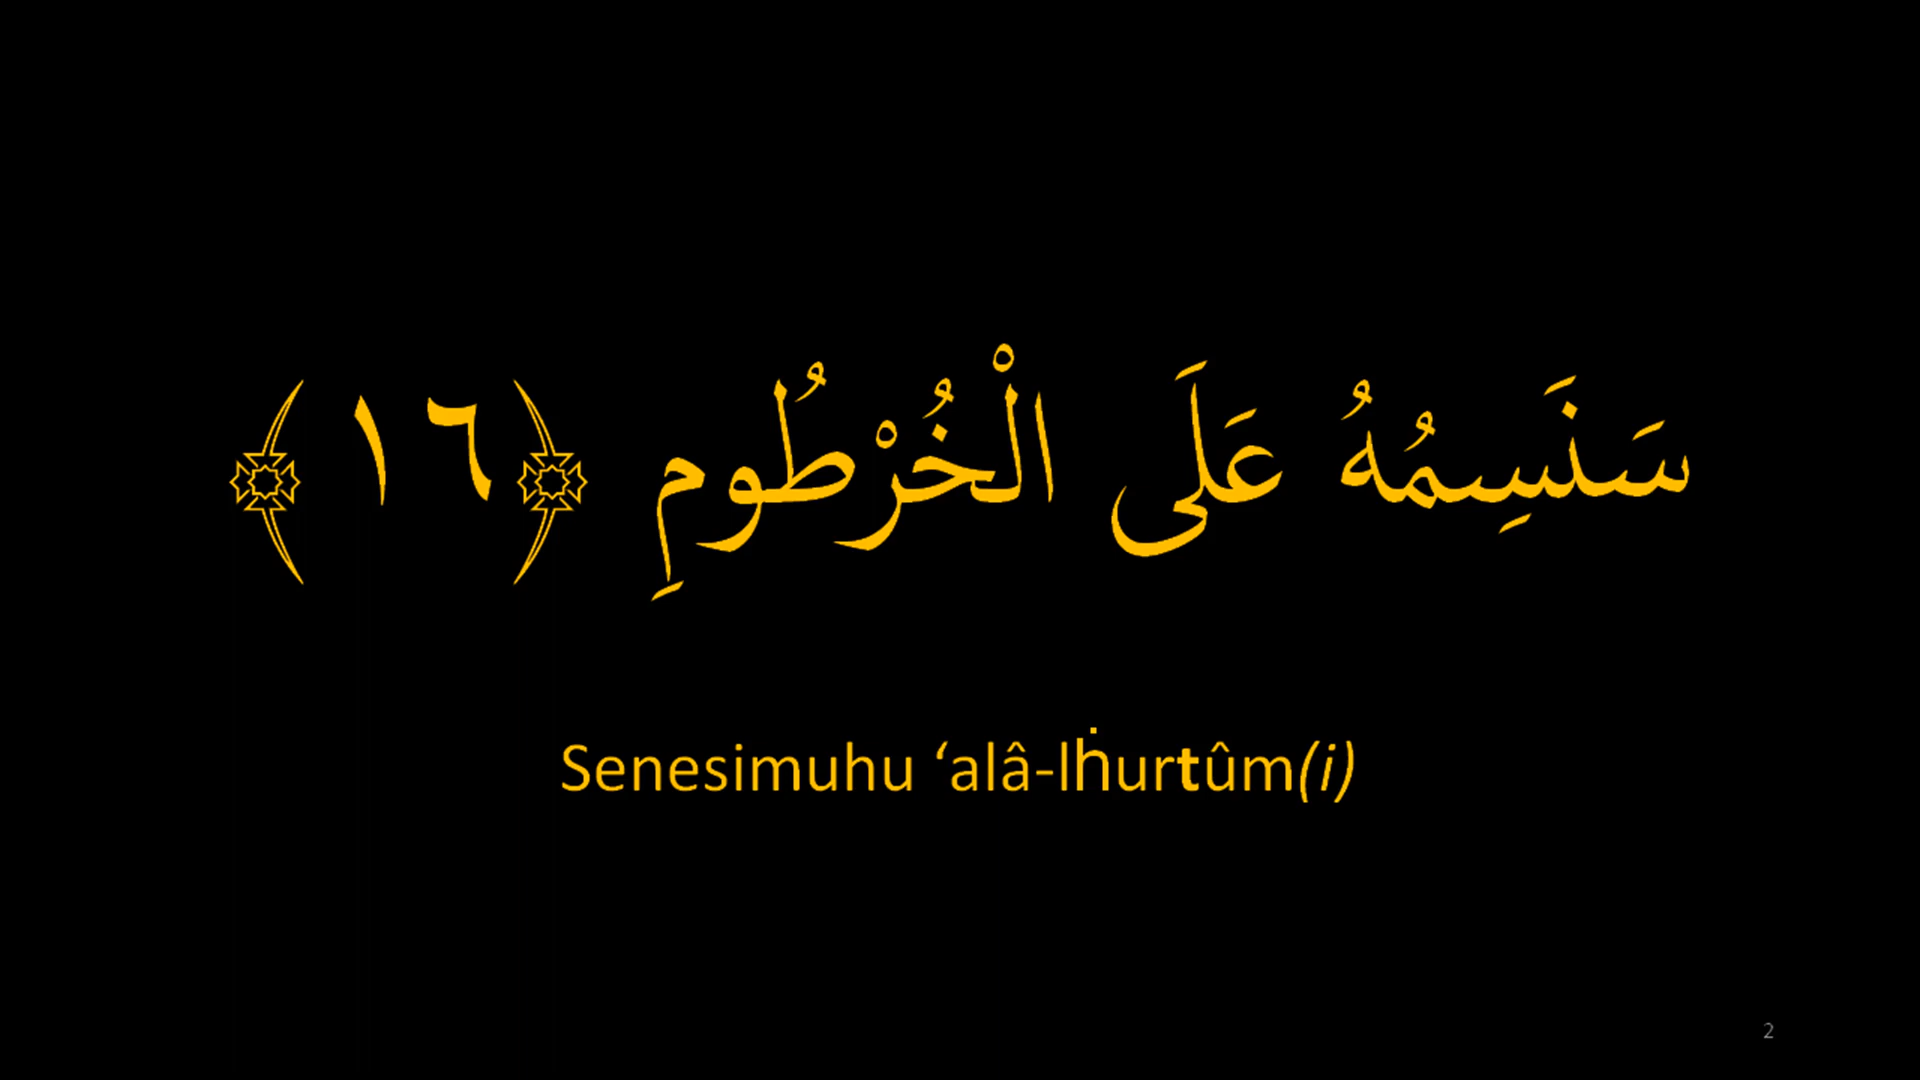 سَنَسِمُهُ عَلَى الْخُرْطُومِ ﴿١٦﴾
Senesimuhu ‘alâ-lḣurtûm(i)
2